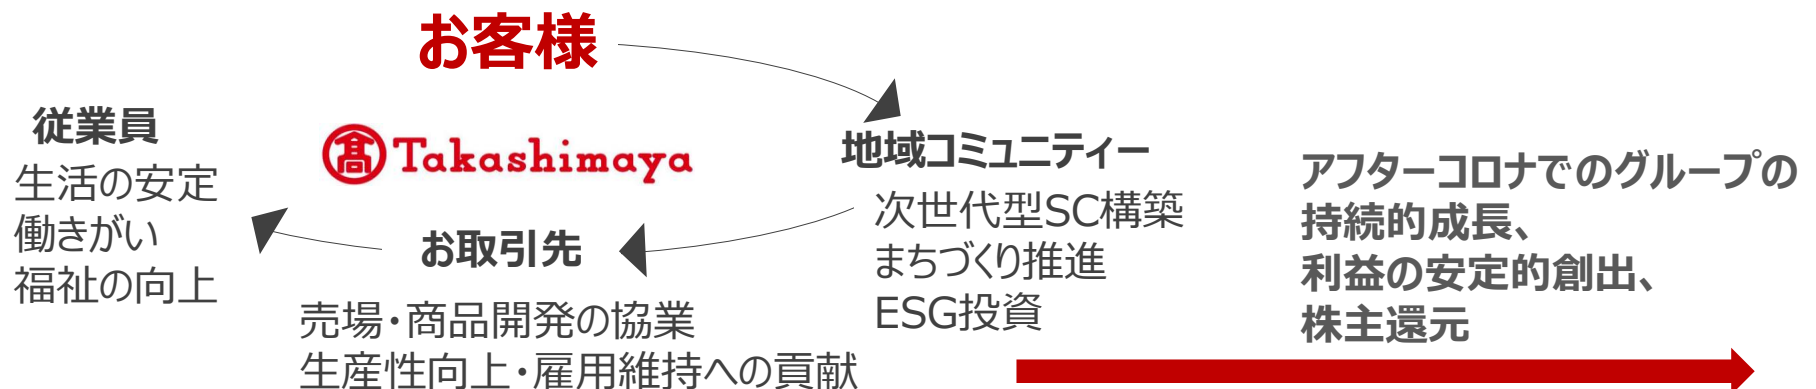 お客様
従業員
生活の安定
働きがい
福祉の向上
髙 Takashimaya
お取引先
売場・商品開発の協業
生産性向上・雇用維持への貢献
地域コミュニティー
次世代型SC構築
まちづくり推進
ESG投資
アフターコロナでのグループの
持続的成長、
利益の安定的創出、
株主還元